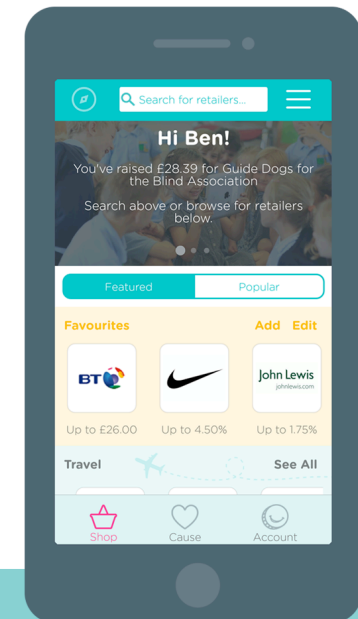 Search for retailers...
Hi Ben!
You've raised £28.39 for Guide Dogs for
the Blind Association
Search above or browse for retailers
below.
Featured Popular
Favourites Add Edit
BT
John Lewis
johnlewis.com
Up to £26.00 Up to 4.50% Up to 1.75%
Travel See All
Shop Cause Account